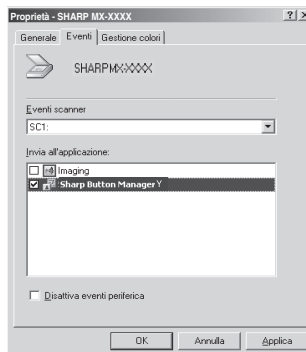 Proprietà - SHARP MX-XXXX
Generale Eventi Gestione colori
SHARPMX-XXXX
Eventi scanner
SC1:
Invia all'applicazione:
Imaging
Sharp Button Manager Y
Disattiva eventi periferica
OK Annulla Applica